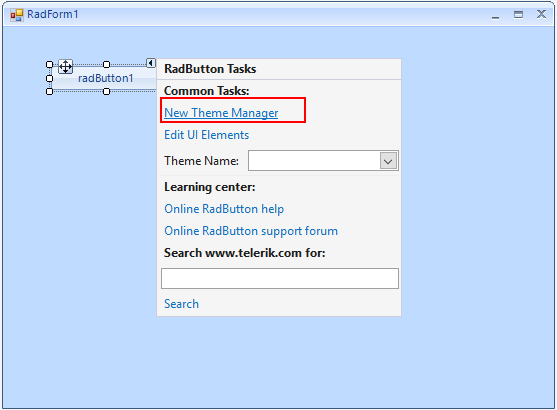 RadForm1
radButton1
RadButton Tasks
Common Tasks:
New Theme Manager
Edit UI Elements
Theme Name:
Learning center:
Online RadButton help
Online RadButton support forum
Search www.telerik.com for:
Search